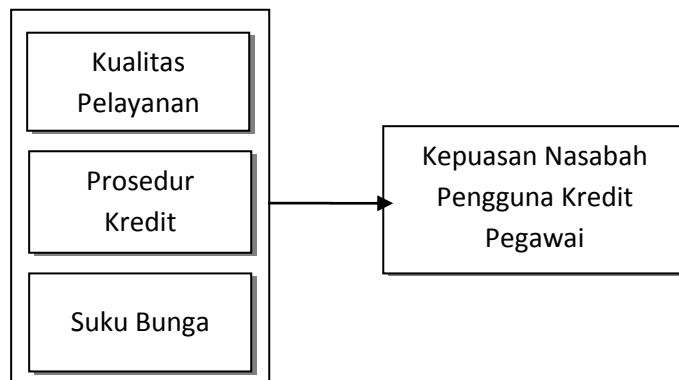 Kualitas
Pelayanan
Prosedur
Kredit
Suku Bunga
Kepuasan Nasabah
Pengguna Kredit
Pegawai